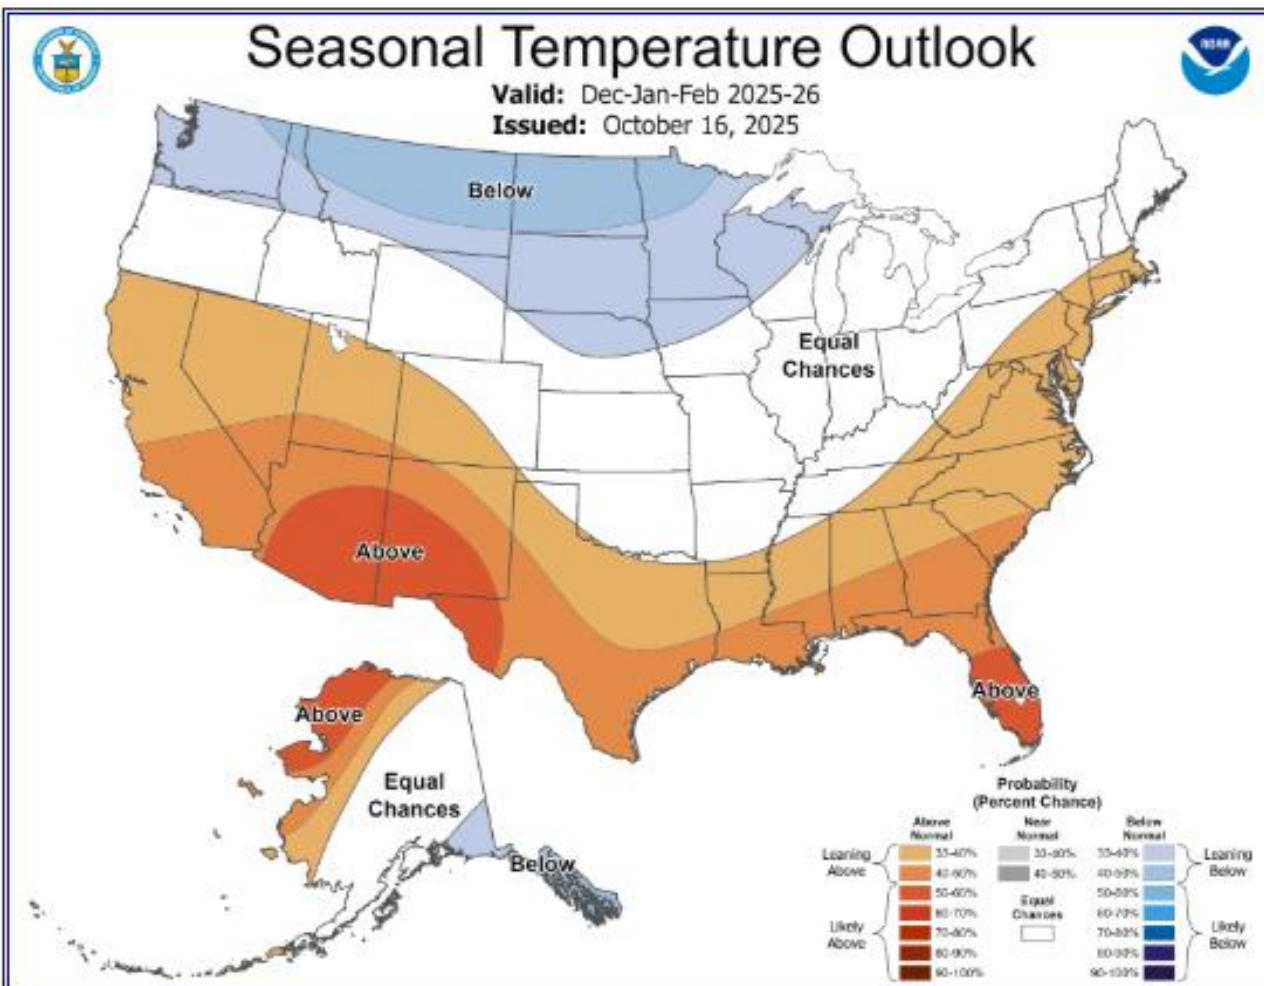 NOAA
Seasonal Temperature Outlook
Valid: Dec-Jan-Feb 2025-26
Issued: October 16, 2025
Below
Equal
Chances
Above
Above
Above
Equal
Chances
Below
Probability
(Percent Chance)
Above
Normal
Near
Normal
Below
Normal
Leaning
Above
33-40%
33-40%
33-40%
Leaning
Below
40-50%
40-50%
40-50%
50-60%
Equal
Chances
50-60%
60-70%
60-70%
Likely
Above
70-80%
70-80%
Likely
Below
80-90%
80-90%
90-100%
90-100%